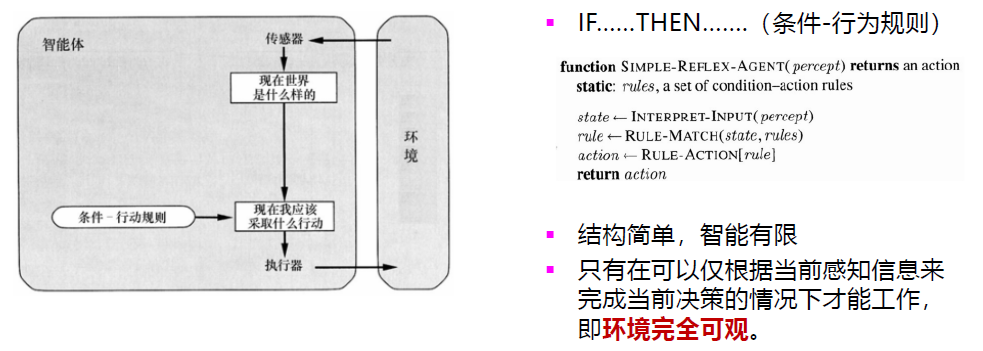 智能体
传感器
现在世界
是什么样的
环
境
条件-行动规则
现在我应该
采取什么行动
执行器
▪ IF......THEN.......（条件-行为规则）
function SIMPLE-REFLEX-AGENT(percept) returns an action
static: rules, a set of condition–action rules
state ← INTERPRET-INPUT(percept)
rule ← RULE-MATCH(state, rules)
action ← RULE-ACTION[rule]
return action
▪ 结构简单，智能有限
▪ 只有在可以仅根据当前感知信息来
完成当前决策的情况下才能工作，
即环境完全可观。